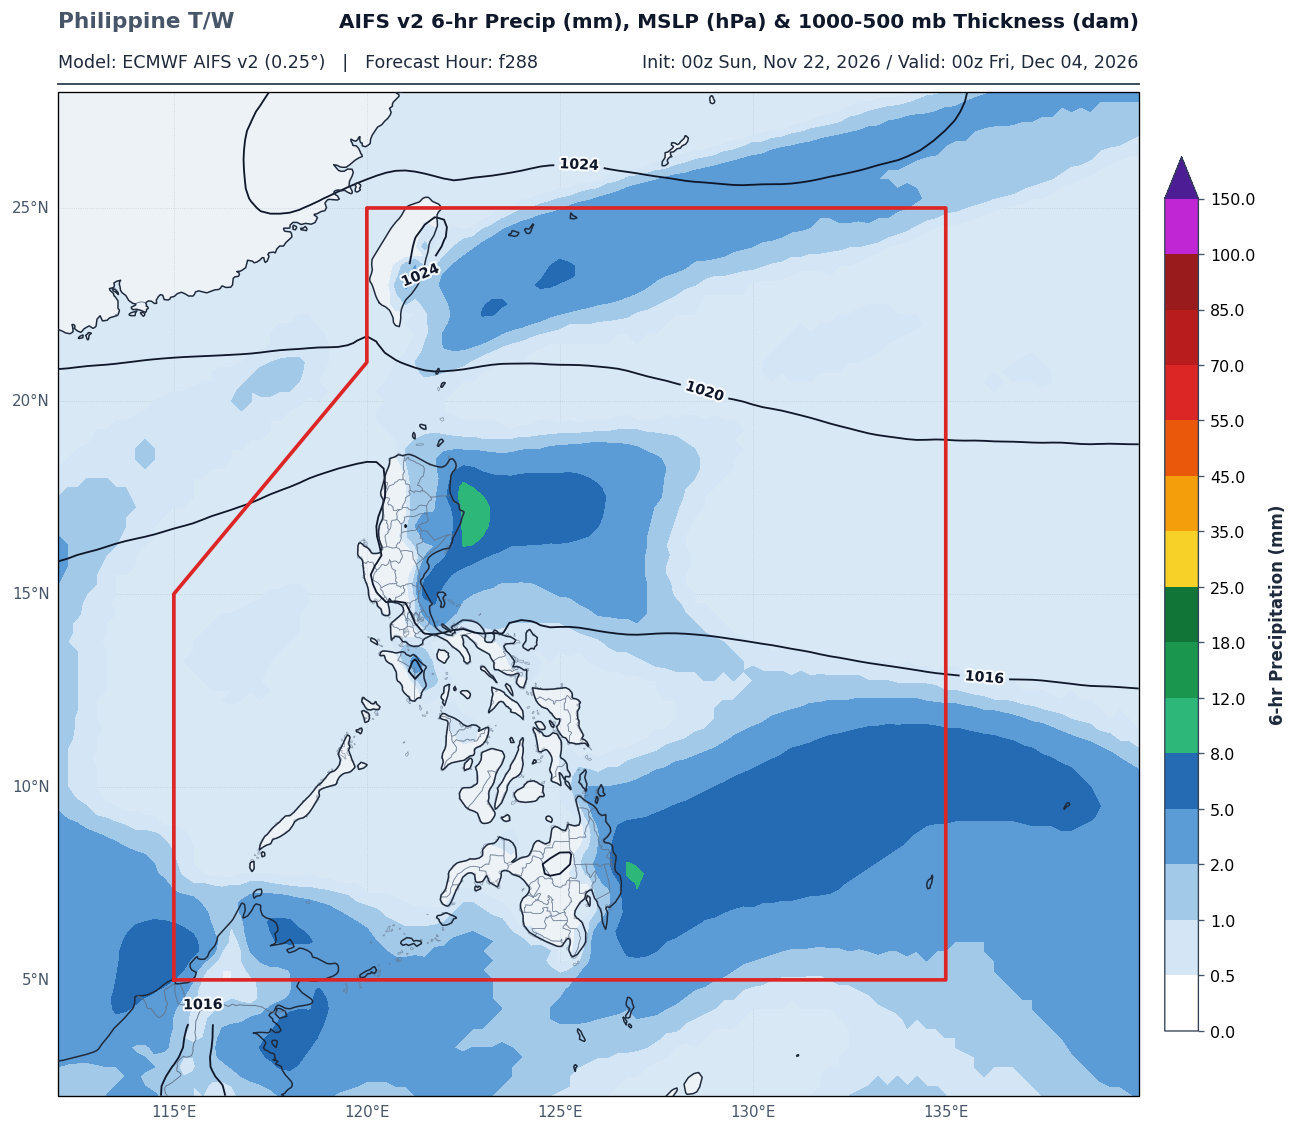 Philippine T/W
AIFS v2 6-hr Precip (mm), MSLP (hPa) & 1000-500 mb Thickness (dam)
Model: ECMWF AIFS v2 (0.25°) | Forecast Hour: f288
Init: 00z Sun, Nov 22, 2026 / Valid: 00z Fri, Dec 04, 2026
1024
1024
1020
1016
1016
25°N
20°N
15°N
10°N
5°N
115°E
120°E
125°E
130°E
135°E
150.0
100.0
85.0
70.0
55.0
45.0
35.0
25.0
18.0
12.0
8.0
5.0
2.0
1.0
0.5
0.0
6-hr Precipitation (mm)